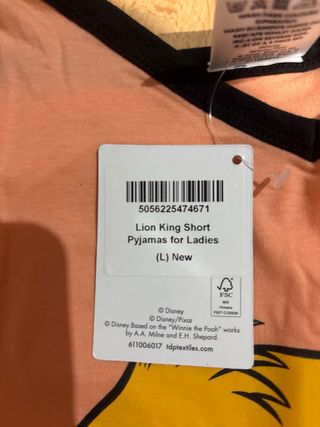 5056225474671
Lion King Short
Pyjamas for Ladies
(L) New
FSC
MIX
© Disney
© Disney/Pixar
© Disney. Based on the "Winnie the Pooh" works
by A.A. Milne and E.H. Shepard.
611006017 tdptextiles.com